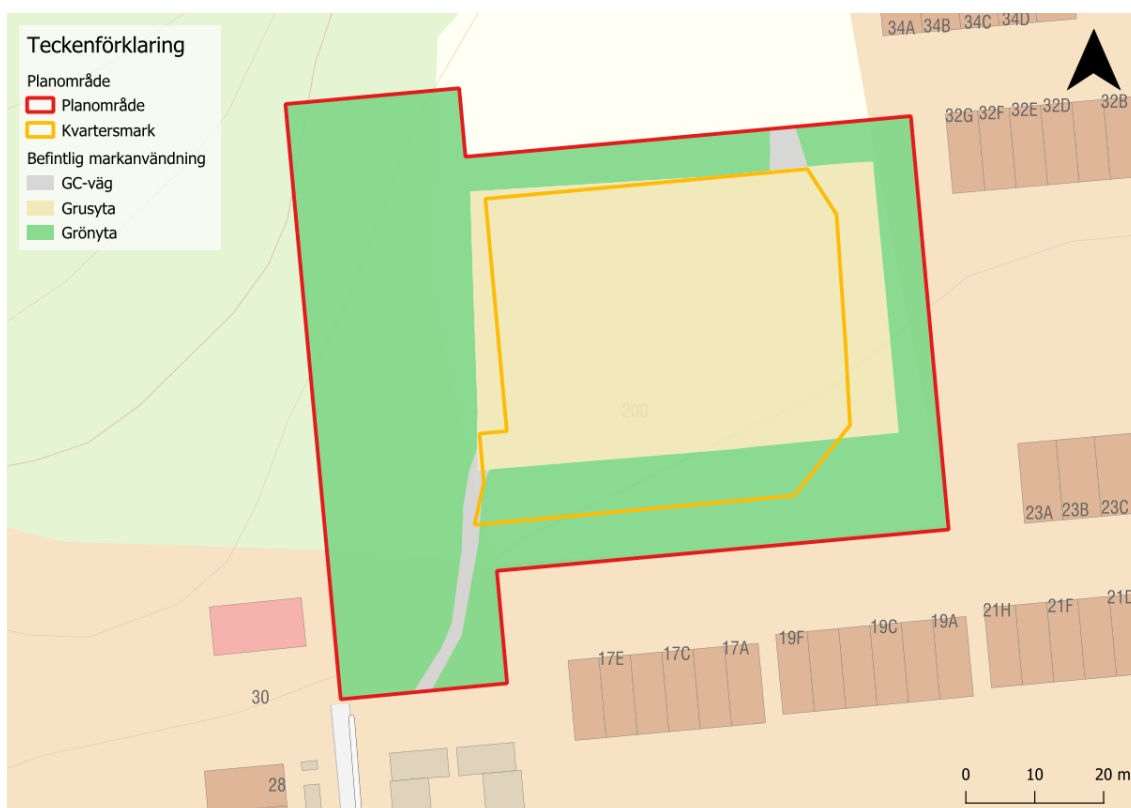 Teckenförklaring
Planområde
Planområde
Kvartersmark
Befintlig markanvändning
GC-väg
Grusyta
Grönyta
34A 34B 34C 34D
32G 32F 32E 32D 32B
200
23A 23B 23C
21H 21F 21D
19F 19C 19A
17E 17C 17A
30
28
0 10 20 m